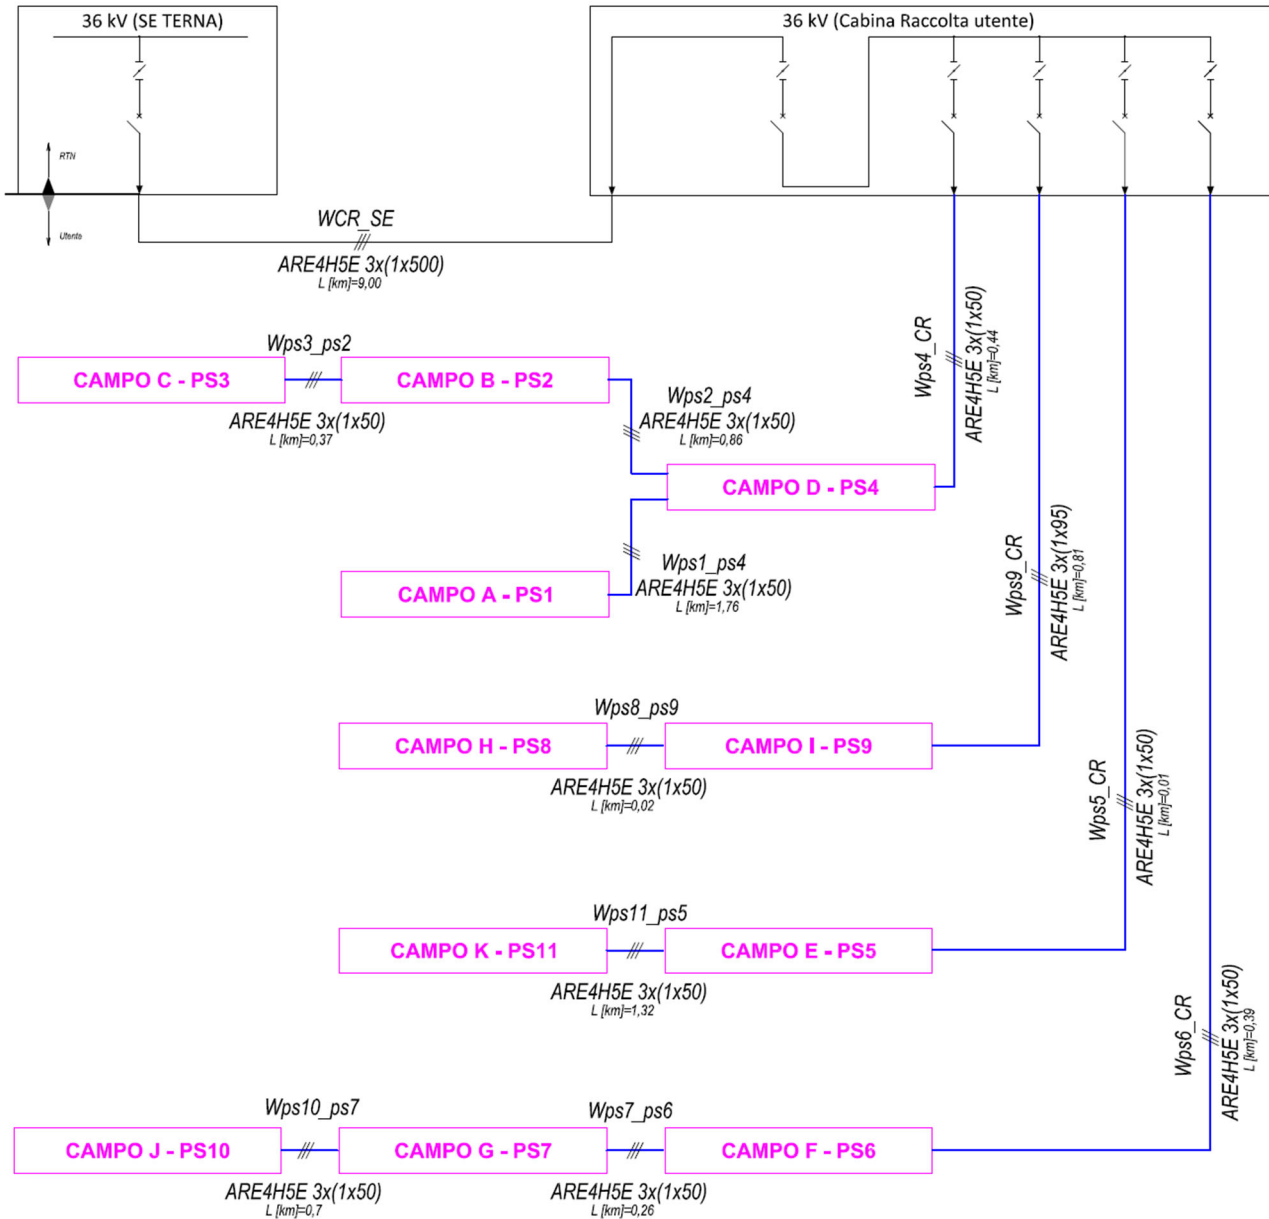 36 kV (SE TERNA)
36 kV (Cabina Raccolta utente)
RTN
Utente
WCR_SE
ARE4H5E 3x(1x500)
L [km]=9,00
Wps4_CR
ARE4H5E 3x(1x50)
L [km]=0,44
Wps3_ps2
CAMPO C - PS3
CAMPO B - PS2
ARE4H5E 3x(1x50)
L [km]=0,37
Wps2_ps4
ARE4H5E 3x(1x50)
L [km]=0,86
CAMPO D - PS4
Wps1_ps4
ARE4H5E 3x(1x50)
L [km]=1,76
CAMPO A - PS1
Wps9_CR
ARE4H5E 3x(1x95)
L [km]=0,81
Wps8_ps9
CAMPO H - PS8
CAMPO I - PS9
ARE4H5E 3x(1x50)
L [km]=0,02
Wps5_CR
ARE4H5E 3x(1x50)
L [km]=0,01
Wps11_ps5
CAMPO K - PS11
CAMPO E - PS5
ARE4H5E 3x(1x50)
L [km]=1,32
Wps6_CR
ARE4H5E 3x(1x50)
L [km]=0,39
Wps10_ps7
Wps7_ps6
CAMPO J - PS10
CAMPO G - PS7
CAMPO F - PS6
ARE4H5E 3x(1x50)
L [km]=0,7
ARE4H5E 3x(1x50)
L [km]=0,26